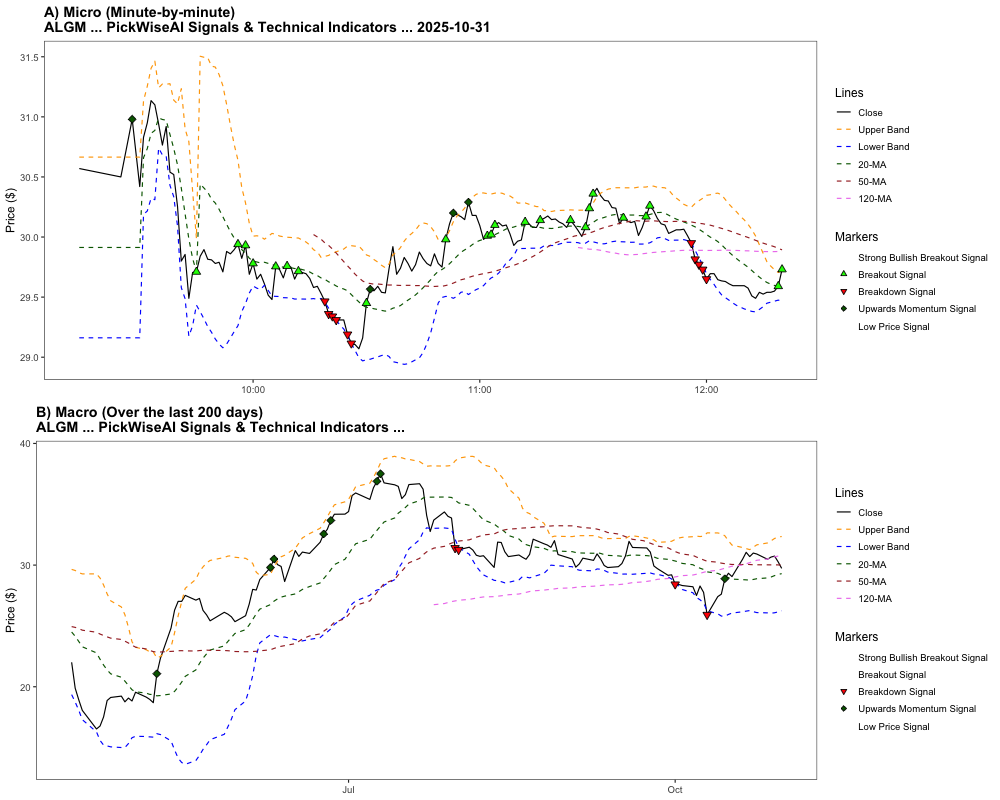 A) Micro (Minute-by-minute)
ALGM ... PickWiseAI Signals & Technical Indicators ... 2025-10-31
Price ($)
31.5
31.0
30.5
30.0
29.5
29.0
10:00
11:00
12:00
Lines
Close
Upper Band
Lower Band
20-MA
50-MA
120-MA
Markers
Strong Bullish Breakout Signal
Breakout Signal
Breakdown Signal
Upwards Momentum Signal
Low Price Signal
B) Macro (Over the last 200 days)
ALGM ... PickWiseAI Signals & Technical Indicators ...
Price ($)
40
30
20
Jul
Oct
Lines
Close
Upper Band
Lower Band
20-MA
50-MA
120-MA
Markers
Strong Bullish Breakout Signal
Breakout Signal
Breakdown Signal
Upwards Momentum Signal
Low Price Signal